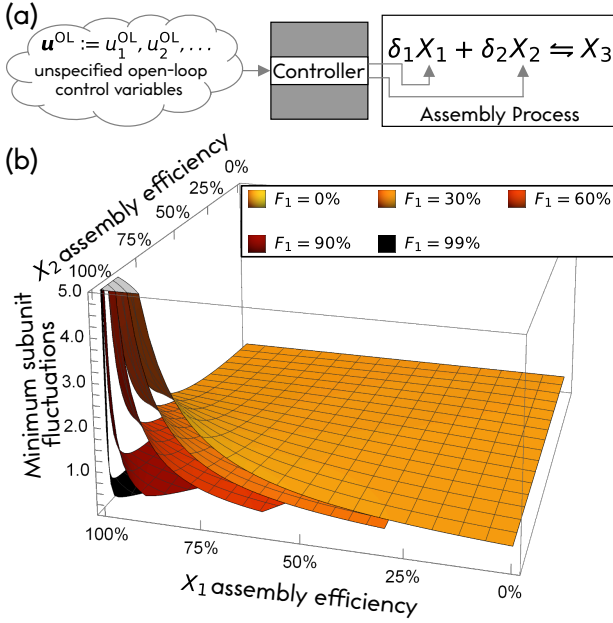 (a)
𝒖^OL := u_1^OL, u_2^OL, ...
unspecified open-loop
control variables
Controller
δ_1X_1 + δ_2X_2 ⇋ X_3
Assembly Process
(b)
X_2 assembly efficiency
0%
25%
50%
75%
100%
F_1 = 0%
F_1 = 30%
F_1 = 60%
F_1 = 90%
F_1 = 99%
Minimum subunit
fluctuations
5.0
4.0
3.0
2.0
1.0
100%
75%
50%
25%
0%
X_1 assembly efficiency